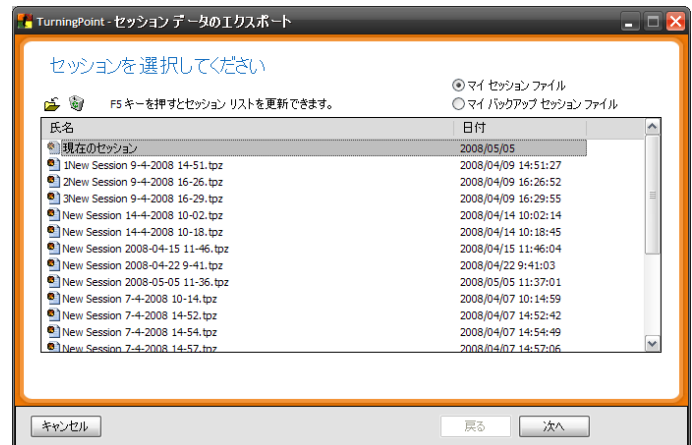 TurningPoint - セッション データのエクスポート
セッションを選択してください
マイ セッション ファイル
F5 キーを押すとセッション リストを更新できます。
マイ バックアップ セッション ファイル
氏名 日付
現在のセッション 2008/05/05
1New Session 9-4-2008 14-51.tpz 2008/04/09 14:51:27
2New Session 9-4-2008 16-26.tpz 2008/04/09 16:26:52
3New Session 9-4-2008 16-29.tpz 2008/04/09 16:29:55
New Session 14-4-2008 10-02.tpz 2008/04/14 10:02:14
New Session 14-4-2008 10-18.tpz 2008/04/14 10:18:45
New Session 2008-04-15 11-46.tpz 2008/04/15 11:46:04
New Session 2008-04-22 9-41.tpz 2008/04/22 9:41:03
New Session 2008-05-05 11-36.tpz 2008/05/05 11:37:01
New Session 7-4-2008 10-14.tpz 2008/04/07 10:14:59
New Session 7-4-2008 14-52.tpz 2008/04/07 14:52:42
New Session 7-4-2008 14-54.tpz 2008/04/07 14:54:49
New Session 7-4-2008 14-57.tpz 2008/04/07 14:57:06
キャンセル 戻る 次へ